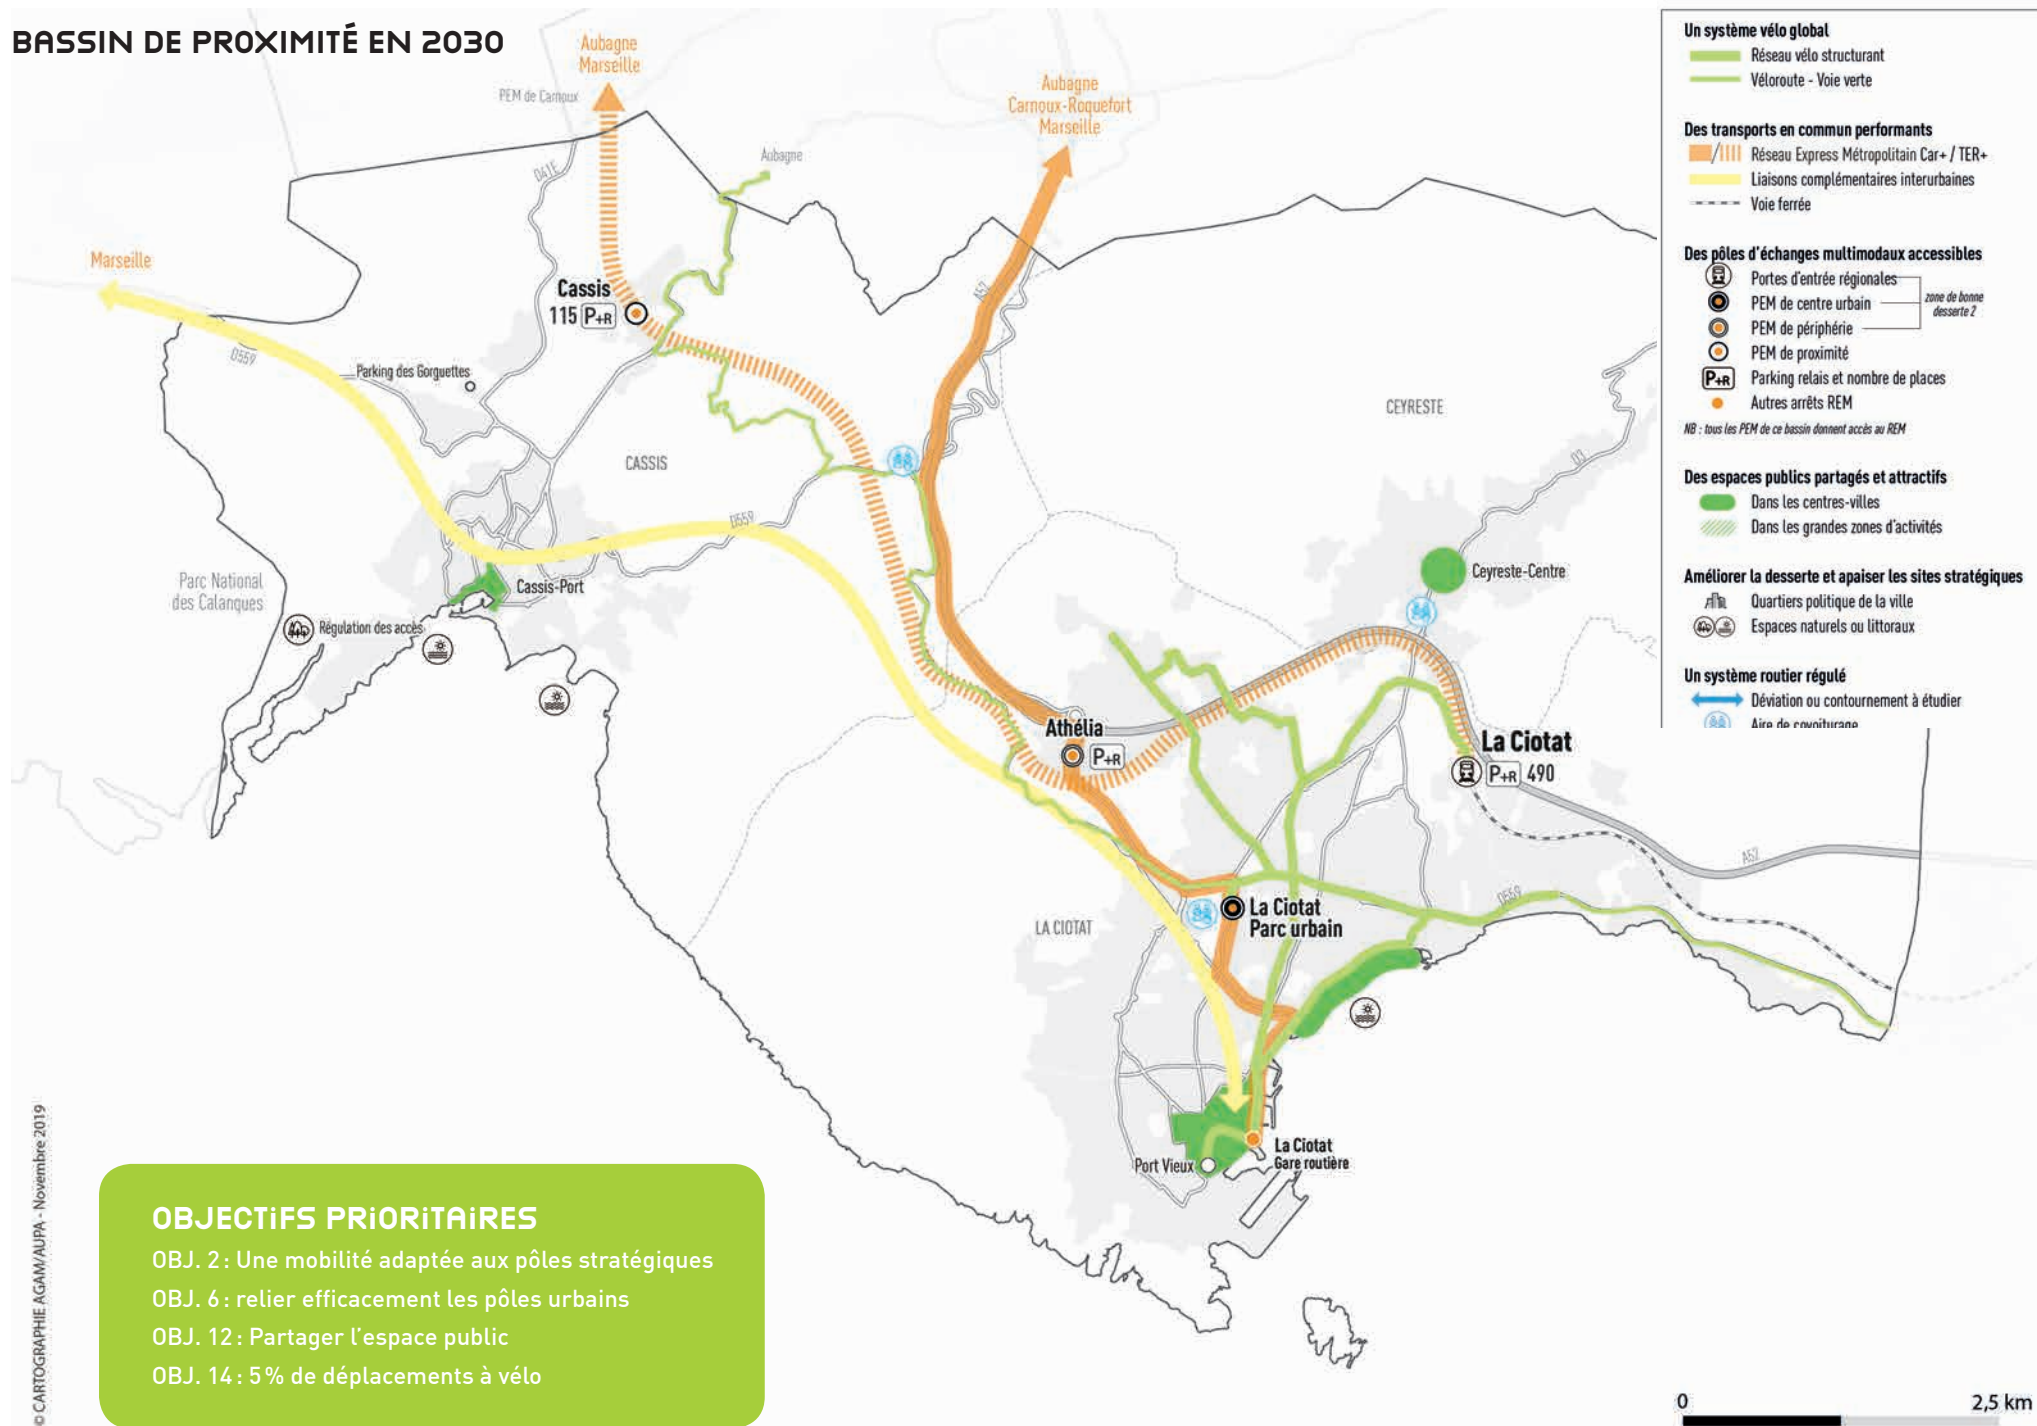 BASSIN DE PROXIMITÉ EN 2030
Aubagne
Marseille
PEM de Carnoux
Aubagne
Carnoux-Roquefort
Marseille
Aubagne
D41E
Marseille
D559
Cassis
115 P+R
Parking des Gorguettes
A52
CASSIS
CEYRESTE
D3
D559
Parc National
des Calanques
Cassis-Port
Régulation des accès
Ceyreste-Centre
Athélia
P+R
La Ciotat
P+R 490
A52
D559
La Ciotat
Parc urbain
LA CIOTAT
Port Vieux
La Ciotat
Gare routière
Un système vélo global
Réseau vélo structurant
Véloroute - Voie verte
Des transports en commun performants
Réseau Express Métropolitain Car+ / TER+
Liaisons complémentaires interurbaines
Voie ferrée
Des pôles d'échanges multimodaux accessibles
Portes d'entrée régionales
PEM de centre urbain
PEM de périphérie
zone de bonne
desserte 2
PEM de proximité
P+R Parking relais et nombre de places
Autres arrêts REM
NB : tous les PEM de ce bassin donnent accès au REM
Des espaces publics partagés et attractifs
Dans les centres-villes
Dans les grandes zones d'activités
Améliorer la desserte et apaiser les sites stratégiques
Quartiers politique de la ville
Espaces naturels ou littoraux
Un système routier régulé
Déviation ou contournement à étudier
Aire de covoiturage
OBJECTIFS PRIORITAIRES
OBJ. 2 : Une mobilité adaptée aux pôles stratégiques
OBJ. 6 : relier efficacement les pôles urbains
OBJ. 12 : Partager l'espace public
OBJ. 14 : 5 % de déplacements à vélo
© CARTOGRAPHIE AGAM/AUPA - Novembre 2019
0 2,5 km